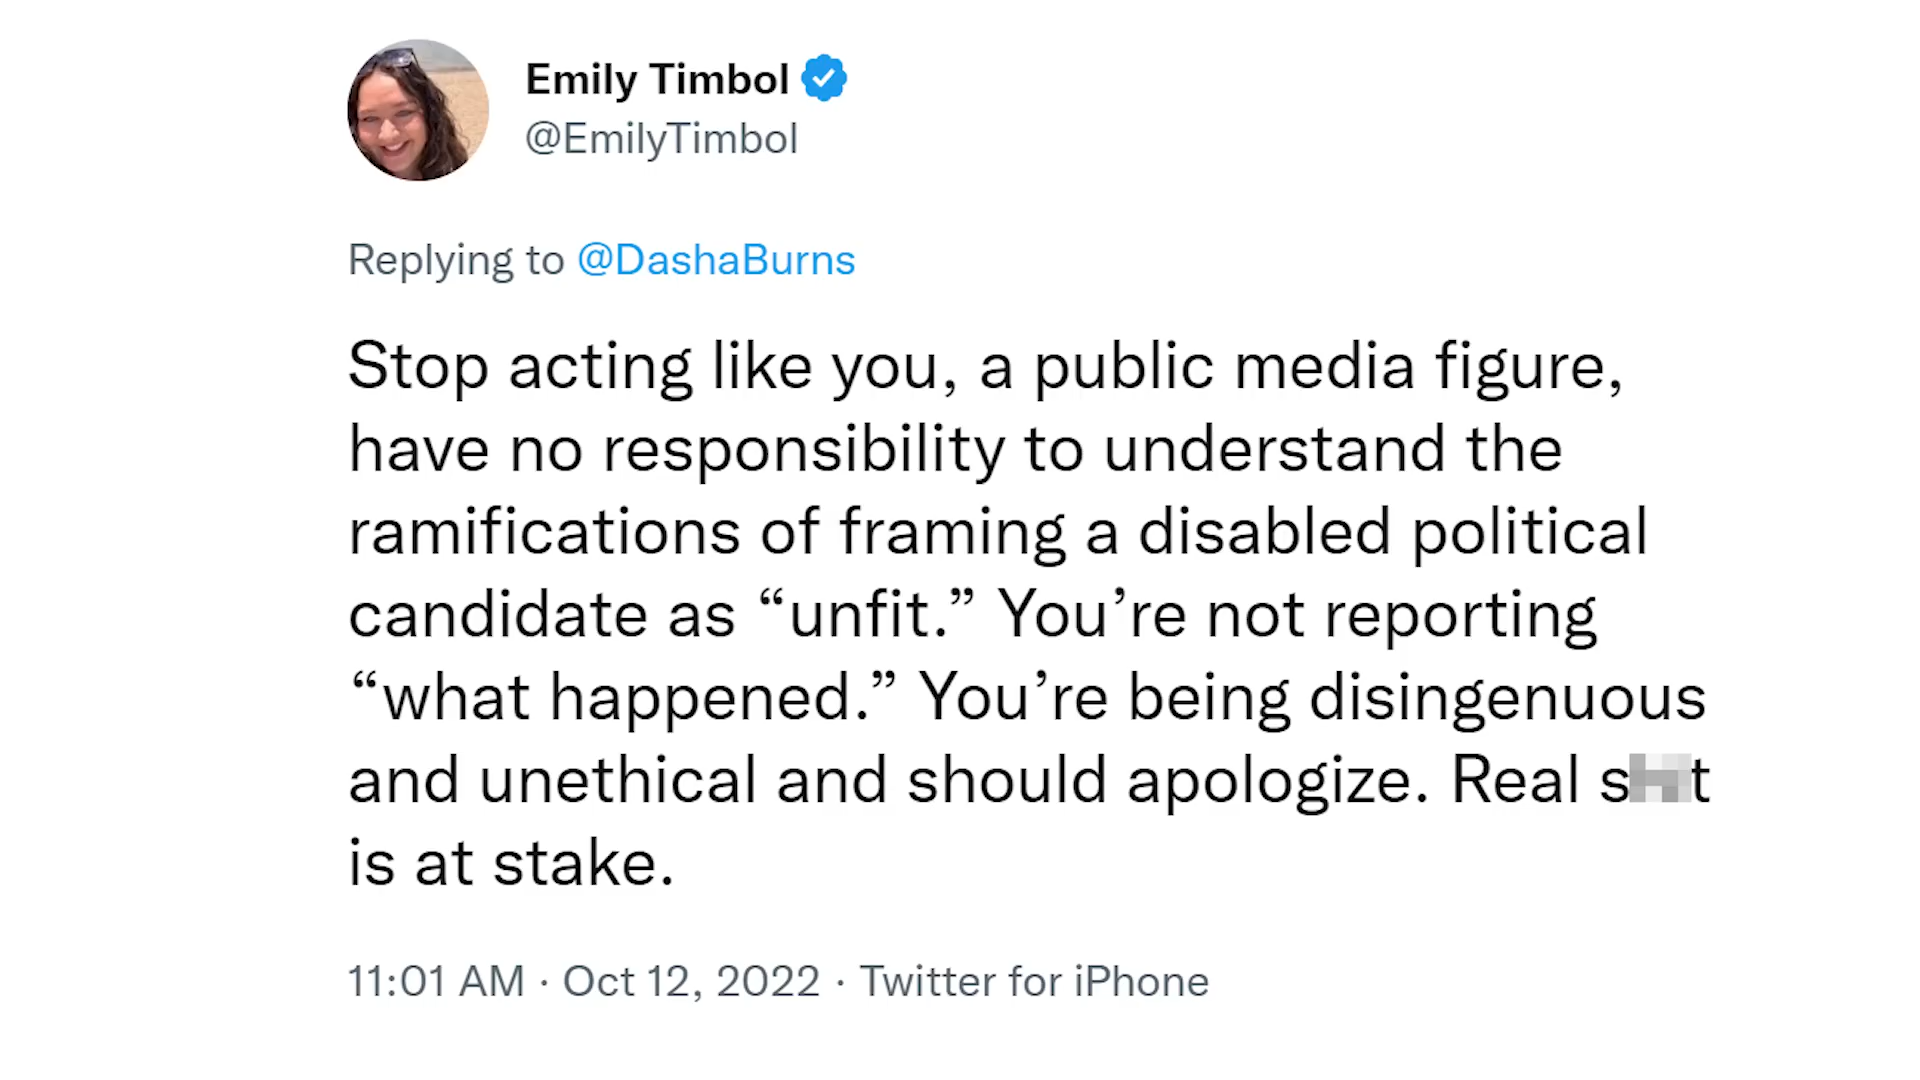 Emily Timbol
@EmilyTimbol
Replying to @DashaBurns
Stop acting like you, a public media figure,
have no responsibility to understand the
ramifications of framing a disabled political
candidate as “unfit.” You’re not reporting
“what happened.” You’re being disingenuous
and unethical and should apologize. Real s t
is at stake.
11:01 AM · Oct 12, 2022 · Twitter for iPhone